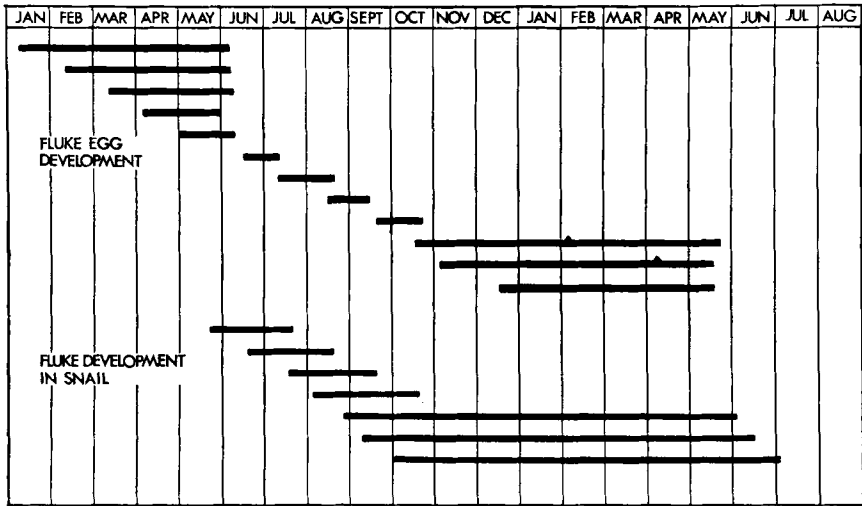 JAN FEB MAR APR MAY JUN JUL AUG SEPT OCT NOV DEC JAN FEB MAR APR MAY JUN JUL AUG
FLUKE EGG
DEVELOPMENT
FLUKE DEVELOPMENT
IN SNAIL